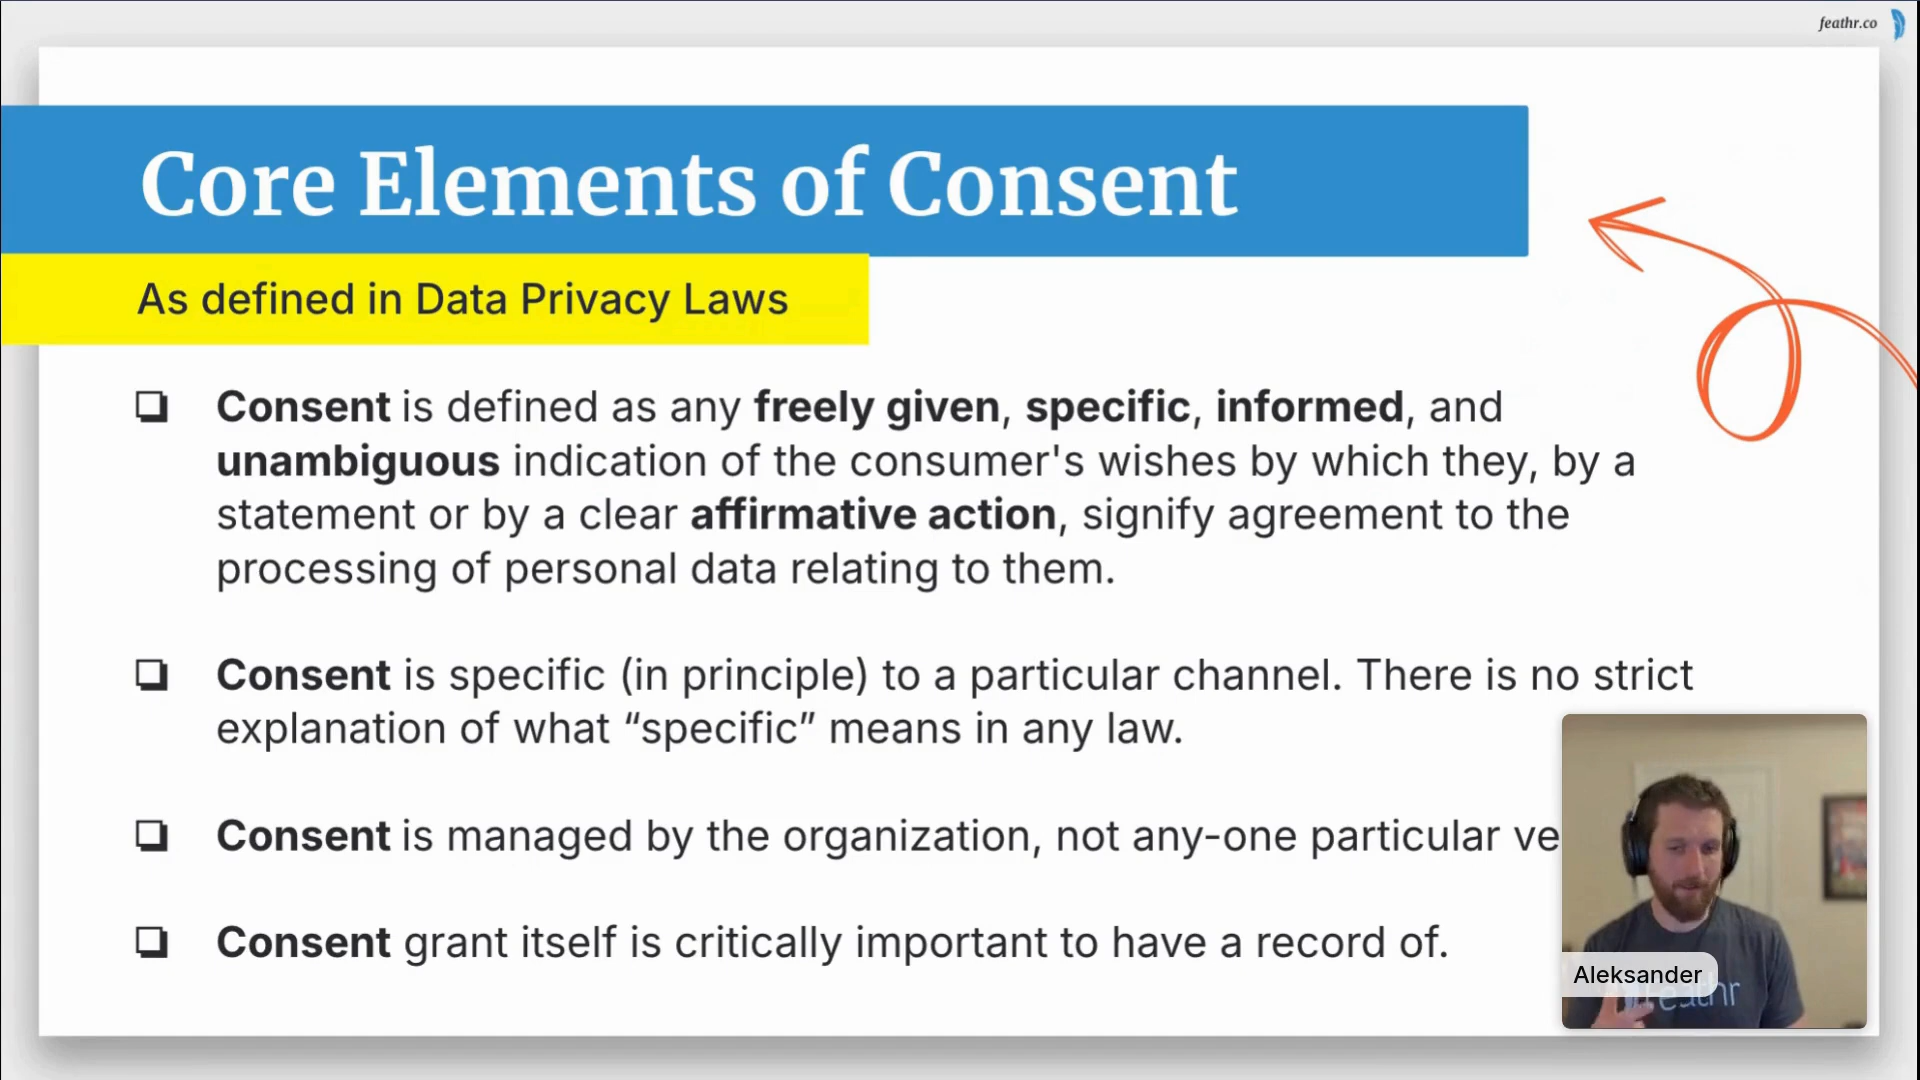 feathr.co
Core Elements of Consent
As defined in Data Privacy Laws
Consent is defined as any freely given, specific, informed, and
unambiguous indication of the consumer's wishes by which they, by a
statement or by a clear affirmative action, signify agreement to the
processing of personal data relating to them.
Consent is specific (in principle) to a particular channel. There is no strict
explanation of what “specific” means in any law.
Consent is managed by the organization, not any-one particular
Consent grant itself is critically important to have a record of.
Aleksander
feathr